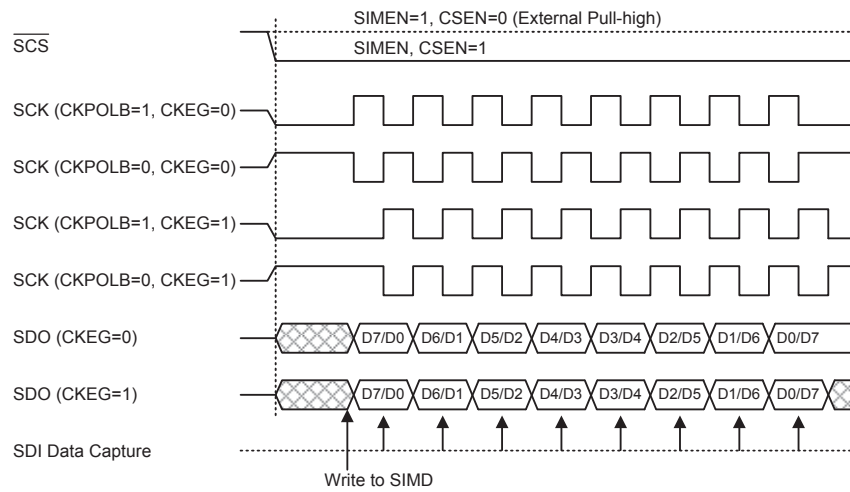 SIMEN=1, CSEN=0 (External Pull-high)
SCS
SIMEN, CSEN=1
SCK (CKPOLB=1, CKEG=0)
SCK (CKPOLB=0, CKEG=0)
SCK (CKPOLB=1, CKEG=1)
SCK (CKPOLB=0, CKEG=1)
SDO (CKEG=0) D7/D0 D6/D1 D5/D2 D4/D3 D3/D4 D2/D5 D1/D6 D0/D7
SDO (CKEG=1) D7/D0 D6/D1 D5/D2 D4/D3 D3/D4 D2/D5 D1/D6 D0/D7
SDI Data Capture
Write to SIMD